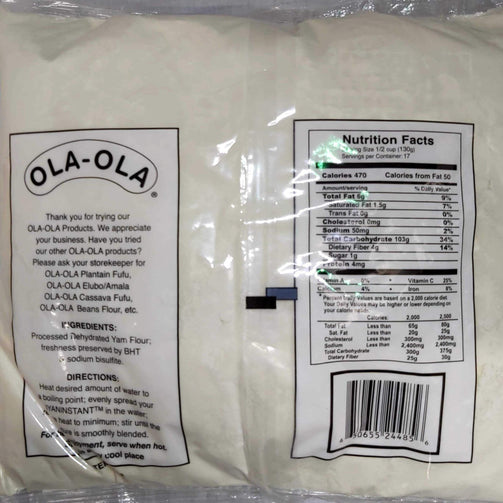 OLA-OLA®
Thank you for trying our
OLA-OLA Products. We appreciate
your business. Have you tried
our other OLA-OLA products?
Please ask your storekeeper for
OLA-OLA Plantain Fufu,
OLA-OLA Elubo/Amala
OLA-OLA Cassava Fufu,
OLA-OLA Beans Flour, etc.
INGREDIENTS:
Processed Dehydrated Yam Flour;
freshness preserved by BHT
sodium bisulfite.
DIRECTIONS:
Heat desired amount of water to
a boiling point; evenly spray your
IYANINSTANT™ in the water;
heat to minimum; stir until
is smoothly blended.
serve when hot.
cool place
Nutrition Facts
Size 1/2 cup (130g)
Servings per Container: 17
Calories 470 Calories from Fat 50
Amount/serving % Daily Value*
Total Fat 5g 9%
Saturated Fat 1.5g 7%
Trans Fat 0g 0%
Cholesterol 0mg 0%
Sodium 50mg 2%
Total Carbohydrate 103g 34%
Dietary Fiber 4g 14%
Sugar 1g
Protein 4mg
A 0% • Vitamin C 25%
Calcium 4% • Iron 8%
* Percent Daily Values are based on a 2,000 calorie diet.
Your Daily Values may be higher or lower depending on
your calorie needs.
Calories: 2,000 2,500
Total Fat Less than 65g 80g
Sat. Fat Less than 20g 25g
Cholesterol Less than 300mg 300mg
Sodium Less than 2,400mg 2,400mg
Total Carbohydrate 300g 375g
Dietary Fiber 25g 30g
50655 24485 6